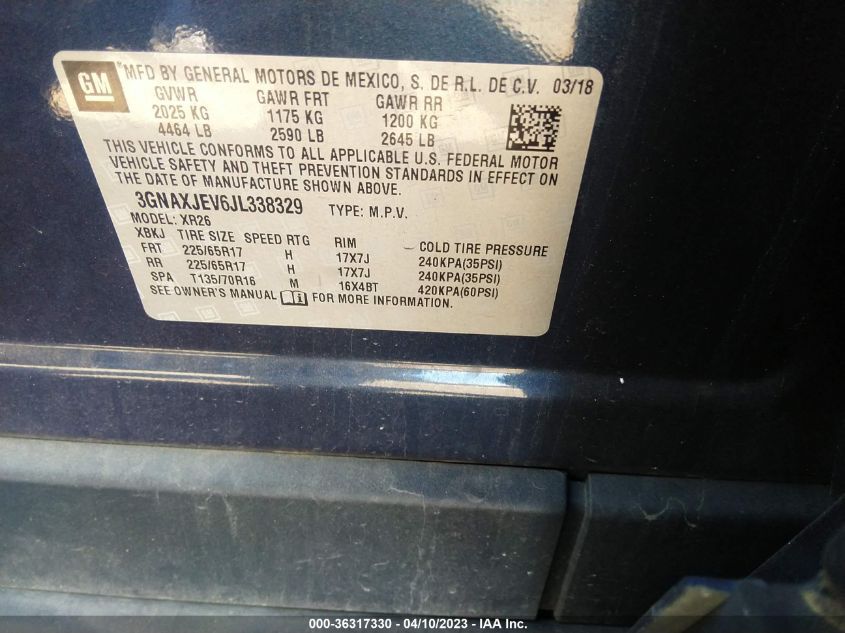 GM
MFD BY GENERAL MOTORS DE MEXICO, S. DE R.L. DE C.V. 03/18
GVWR GAWR FRT GAWR RR
2025 KG 1175 KG 1200 KG
4464 LB 2590 LB 2645 LB
THIS VEHICLE CONFORMS TO ALL APPLICABLE U.S. FEDERAL MOTOR
VEHICLE SAFETY AND THEFT PREVENTION STANDARDS IN EFFECT ON
THE DATE OF MANUFACTURE SHOWN ABOVE.
3GNAXJEV6JL338329 TYPE: M.P.V.
MODEL: XR26
XBKJ TIRE SIZE SPEED RTG RIM COLD TIRE PRESSURE
FRT 225/65R17 H 17X7J 240KPA(35PSI)
RR 225/65R17 H 17X7J 240KPA(35PSI)
SPA T135/70R16 M 16X4BT 420KPA(60PSI)
SEE OWNER'S MANUAL FOR MORE INFORMATION.
000-36317330 - 04/10/2023 - IAA Inc.